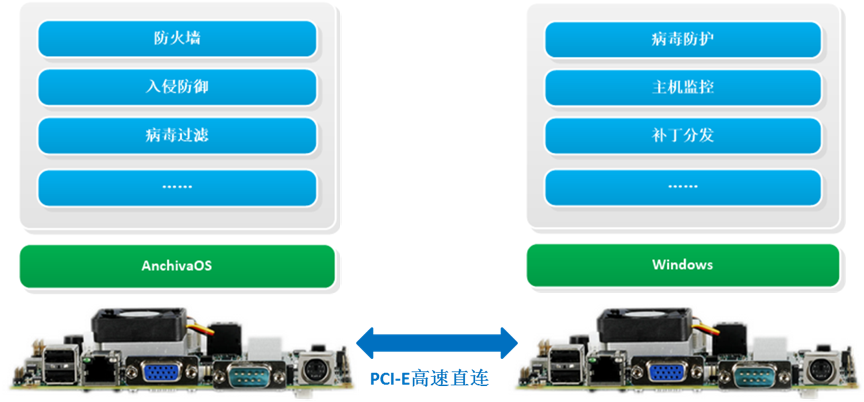 防火墙
入侵防御
病毒过滤
······
AnchivaOS
病毒防护
主机监控
补丁分发
······
Windows
PCI-E高速直连